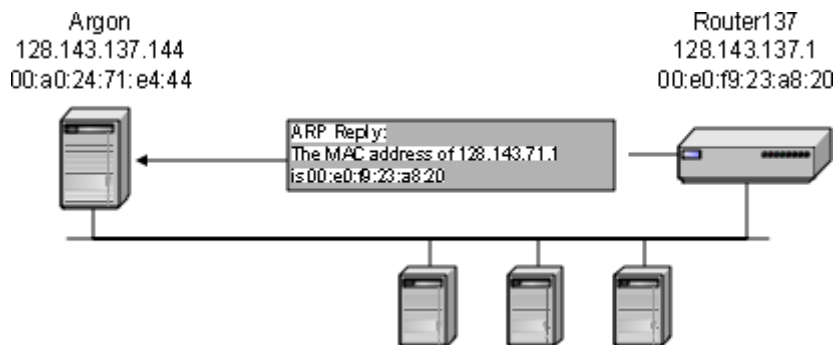 Argon
128.143.137.144
00:a0:24:71:e4:44
Router137
128.143.137.1
00:e0:f9:23:a8:20
ARP Reply:
The MAC address of 128.143.71.1
is 00:e0:f9:23:a8:20